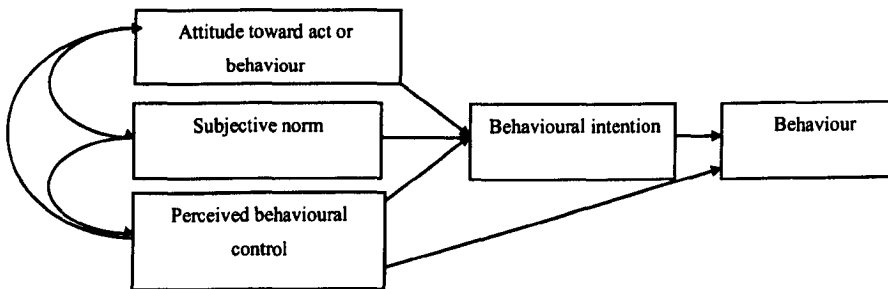 Attitude toward act or
behaviour
Subjective norm
Behavioural intention
Behaviour
Perceived behavioural
control